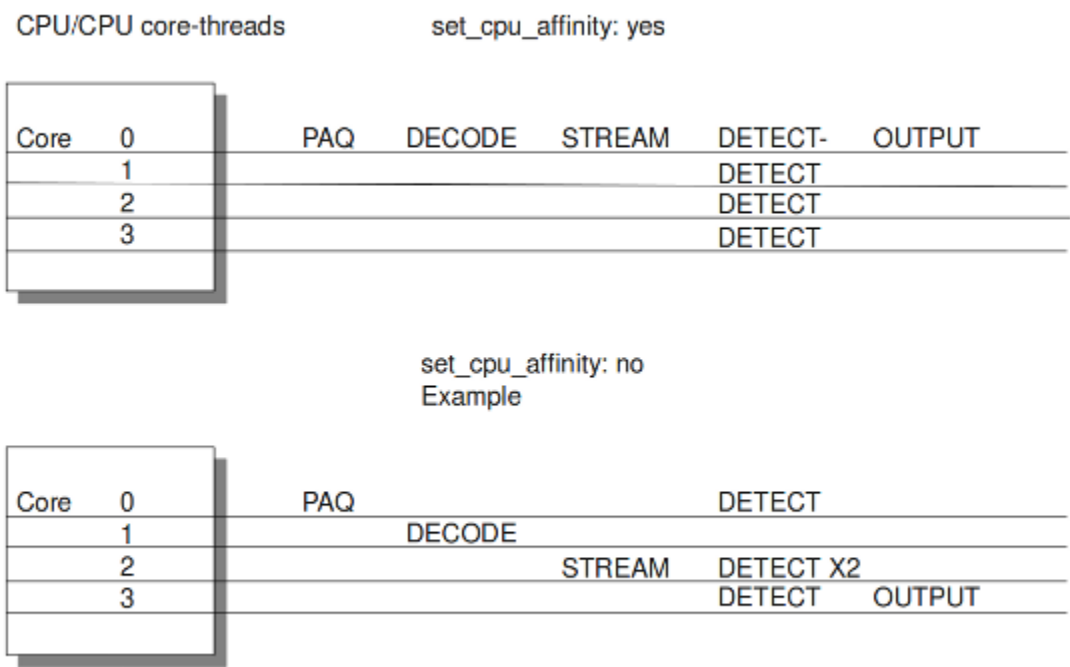 CPU/CPU core-threads set_cpu_affinity: yes
Core 0 PAQ DECODE STREAM DETECT- OUTPUT
1 DETECT
2 DETECT
3 DETECT
set_cpu_affinity: no
Example
Core 0 PAQ DETECT
1 DECODE
2 STREAM DETECT X2
3 DETECT OUTPUT